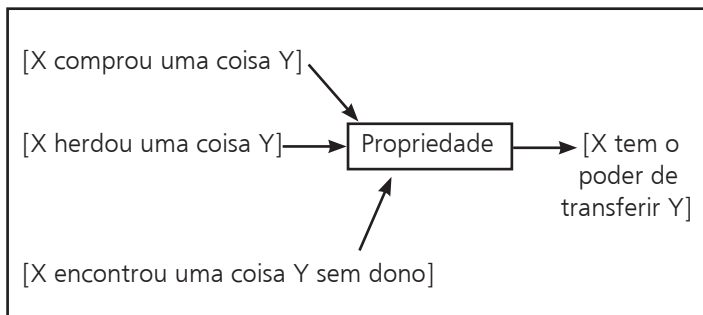 [X comprou uma coisa Y]
[X herdou uma coisa Y]
Propriedade
[X tem o
poder de
transferir Y]
[X encontrou uma coisa Y sem dono]